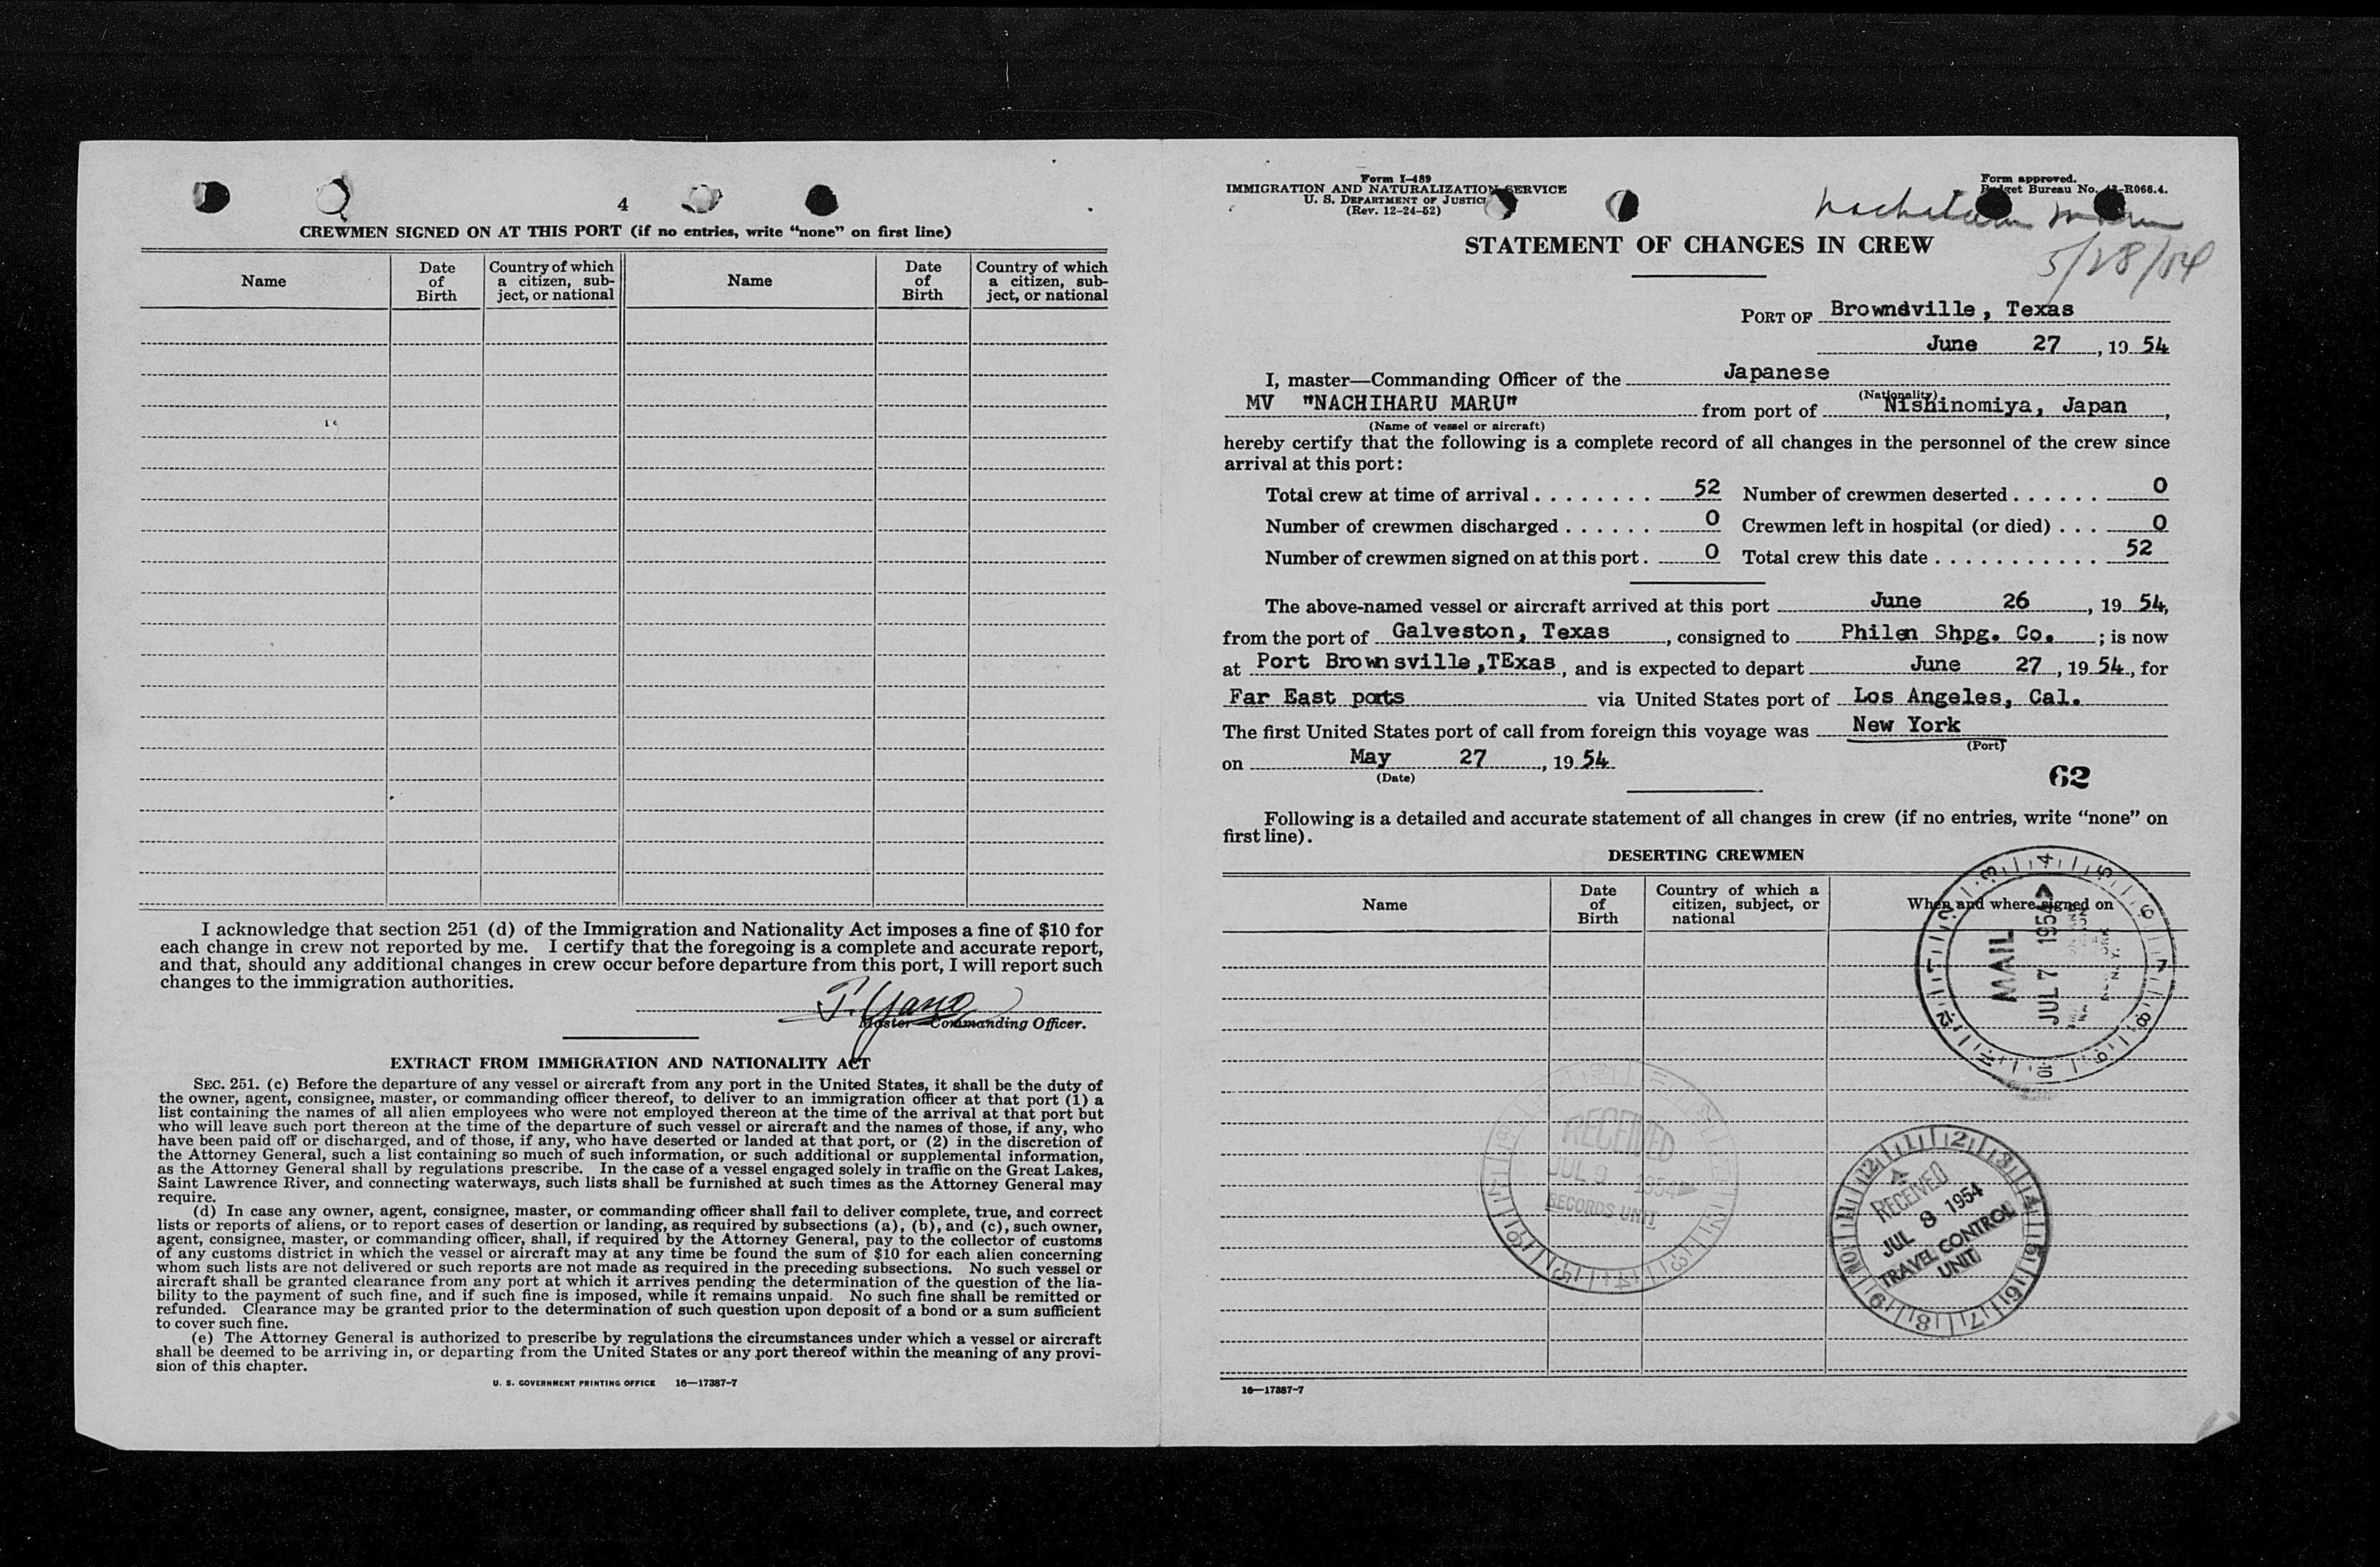 4
CREWMEN SIGNED ON AT THIS PORT (if no entries, write “none” on first line)
Name
Date of Birth
Country of which a citizen, sub-ject, or national
Name
Date of Birth
Country of which a citizen, sub-ject, or national
I acknowledge that section 251 (d) of the Immigration and Nationality Act imposes a fine of $10 for
each change in crew not reported by me. I certify that the foregoing is a complete and accurate report,
and that, should any additional changes in crew occur before departure from this port, I will report such
changes to the immigration authorities.
Master—Commanding Officer.
EXTRACT FROM IMMIGRATION AND NATIONALITY ACT
SEC. 251. (c) Before the departure of any vessel or aircraft from any port in the United States, it shall be the duty of
the owner, agent, consignee, master, or commanding officer thereof, to deliver to an immigration officer at that port (1) a
list containing the names of all alien employees who were not employed thereon at the time of the arrival at that port but
who will leave such port thereon at the time of the departure of such vessel or aircraft and the names of those, if any, who
have been paid off or discharged, and of those, if any, who have deserted or landed at that port, or (2) in the discretion of
the Attorney General, such a list containing so much of such information, or such additional or supplemental information,
as the Attorney General shall by regulations prescribe. In the case of a vessel engaged solely in traffic on the Great Lakes,
Saint Lawrence River, and connecting waterways, such lists shall be furnished at such times as the Attorney General may
require.
(d) In case any owner, agent, consignee, master, or commanding officer shall fail to deliver complete, true, and correct
lists or reports of aliens, or to report cases of desertion or landing, as required by subsections (a), (b), and (c), such owner,
agent, consignee, master, or commanding officer, shall, if required by the Attorney General, pay to the collector of customs
of any customs district in which the vessel or aircraft may at any time be found the sum of $10 for each alien concerning
whom such lists are not delivered or such reports are not made as required in the preceding subsections. No such vessel or
aircraft shall be granted clearance from any port at which it arrives pending the determination of the question of the lia-
bility to the payment of such fine, and if such fine is imposed, while it remains unpaid. No such fine shall be remitted or
refunded. Clearance may be granted prior to the determination of such question upon deposit of a bond or a sum sufficient
to cover such fine.
(e) The Attorney General is authorized to prescribe by regulations the circumstances under which a vessel or aircraft
shall be deemed to be arriving in, or departing from the United States or any port thereof within the meaning of any provi-
sion of this chapter.
U. S. GOVERNMENT PRINTING OFFICE 16—17387-7
Form I-489
IMMIGRATION AND NATURALIZATION SERVICE
U. S. DEPARTMENT OF JUSTIC
(Rev. 12-24-52)
Form approved.
Bureau No. -R066.4.
STATEMENT OF CHANGES IN CREW
5/28/54
PORT OF Brownsville, Texas
June 27, 19 54
I, master—Commanding Officer of the Japanese
(Nationality)
MV "NACHIHARU MARU" from port of Nishinomiya, Japan,
(Name of vessel or aircraft)
hereby certify that the following is a complete record of all changes in the personnel of the crew since
arrival at this port:
Total crew at time of arrival . . . . . . . . 52 Number of crewmen deserted . . . . . . 0
Number of crewmen discharged . . . . . . 0 Crewmen left in hospital (or died) . . . 0
Number of crewmen signed on at this port . 0 Total crew this date . . . . . . . . . . . 52
The above-named vessel or aircraft arrived at this port June 26, 19 54,
from the port of Galveston, Texas, consigned to Philen Shpg. Co. ; is now
at Port Brownsville,TExas, and is expected to depart June 27, 19 54, for
Far East ports via United States port of Los Angeles, Cal.
The first United States port of call from foreign this voyage was New York
(Port)
on May 27, 19 54
(Date)
62
Following is a detailed and accurate statement of all changes in crew (if no entries, write “none” on
first line).
DESERTING CREWMEN
Name
Date of Birth
Country of which a citizen, subject, or national
When and where signed on
MAIL
JUL 7 1954
RECEIVED
JUL 9 1954
RECORDS UNIT
RECEIVED
JUL 8 1954
TRAVEL CONTROL
UNIT
16—17387-7